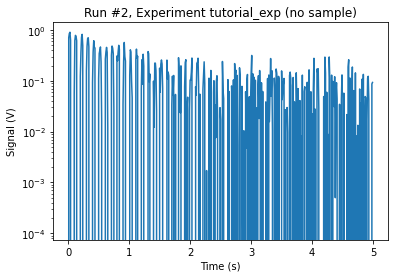 Run #2, Experiment tutorial_exp (no sample)
Signal (V)
10⁰
10⁻¹
10⁻²
10⁻³
10⁻⁴
0 1 2 3 4 5
Time (s)